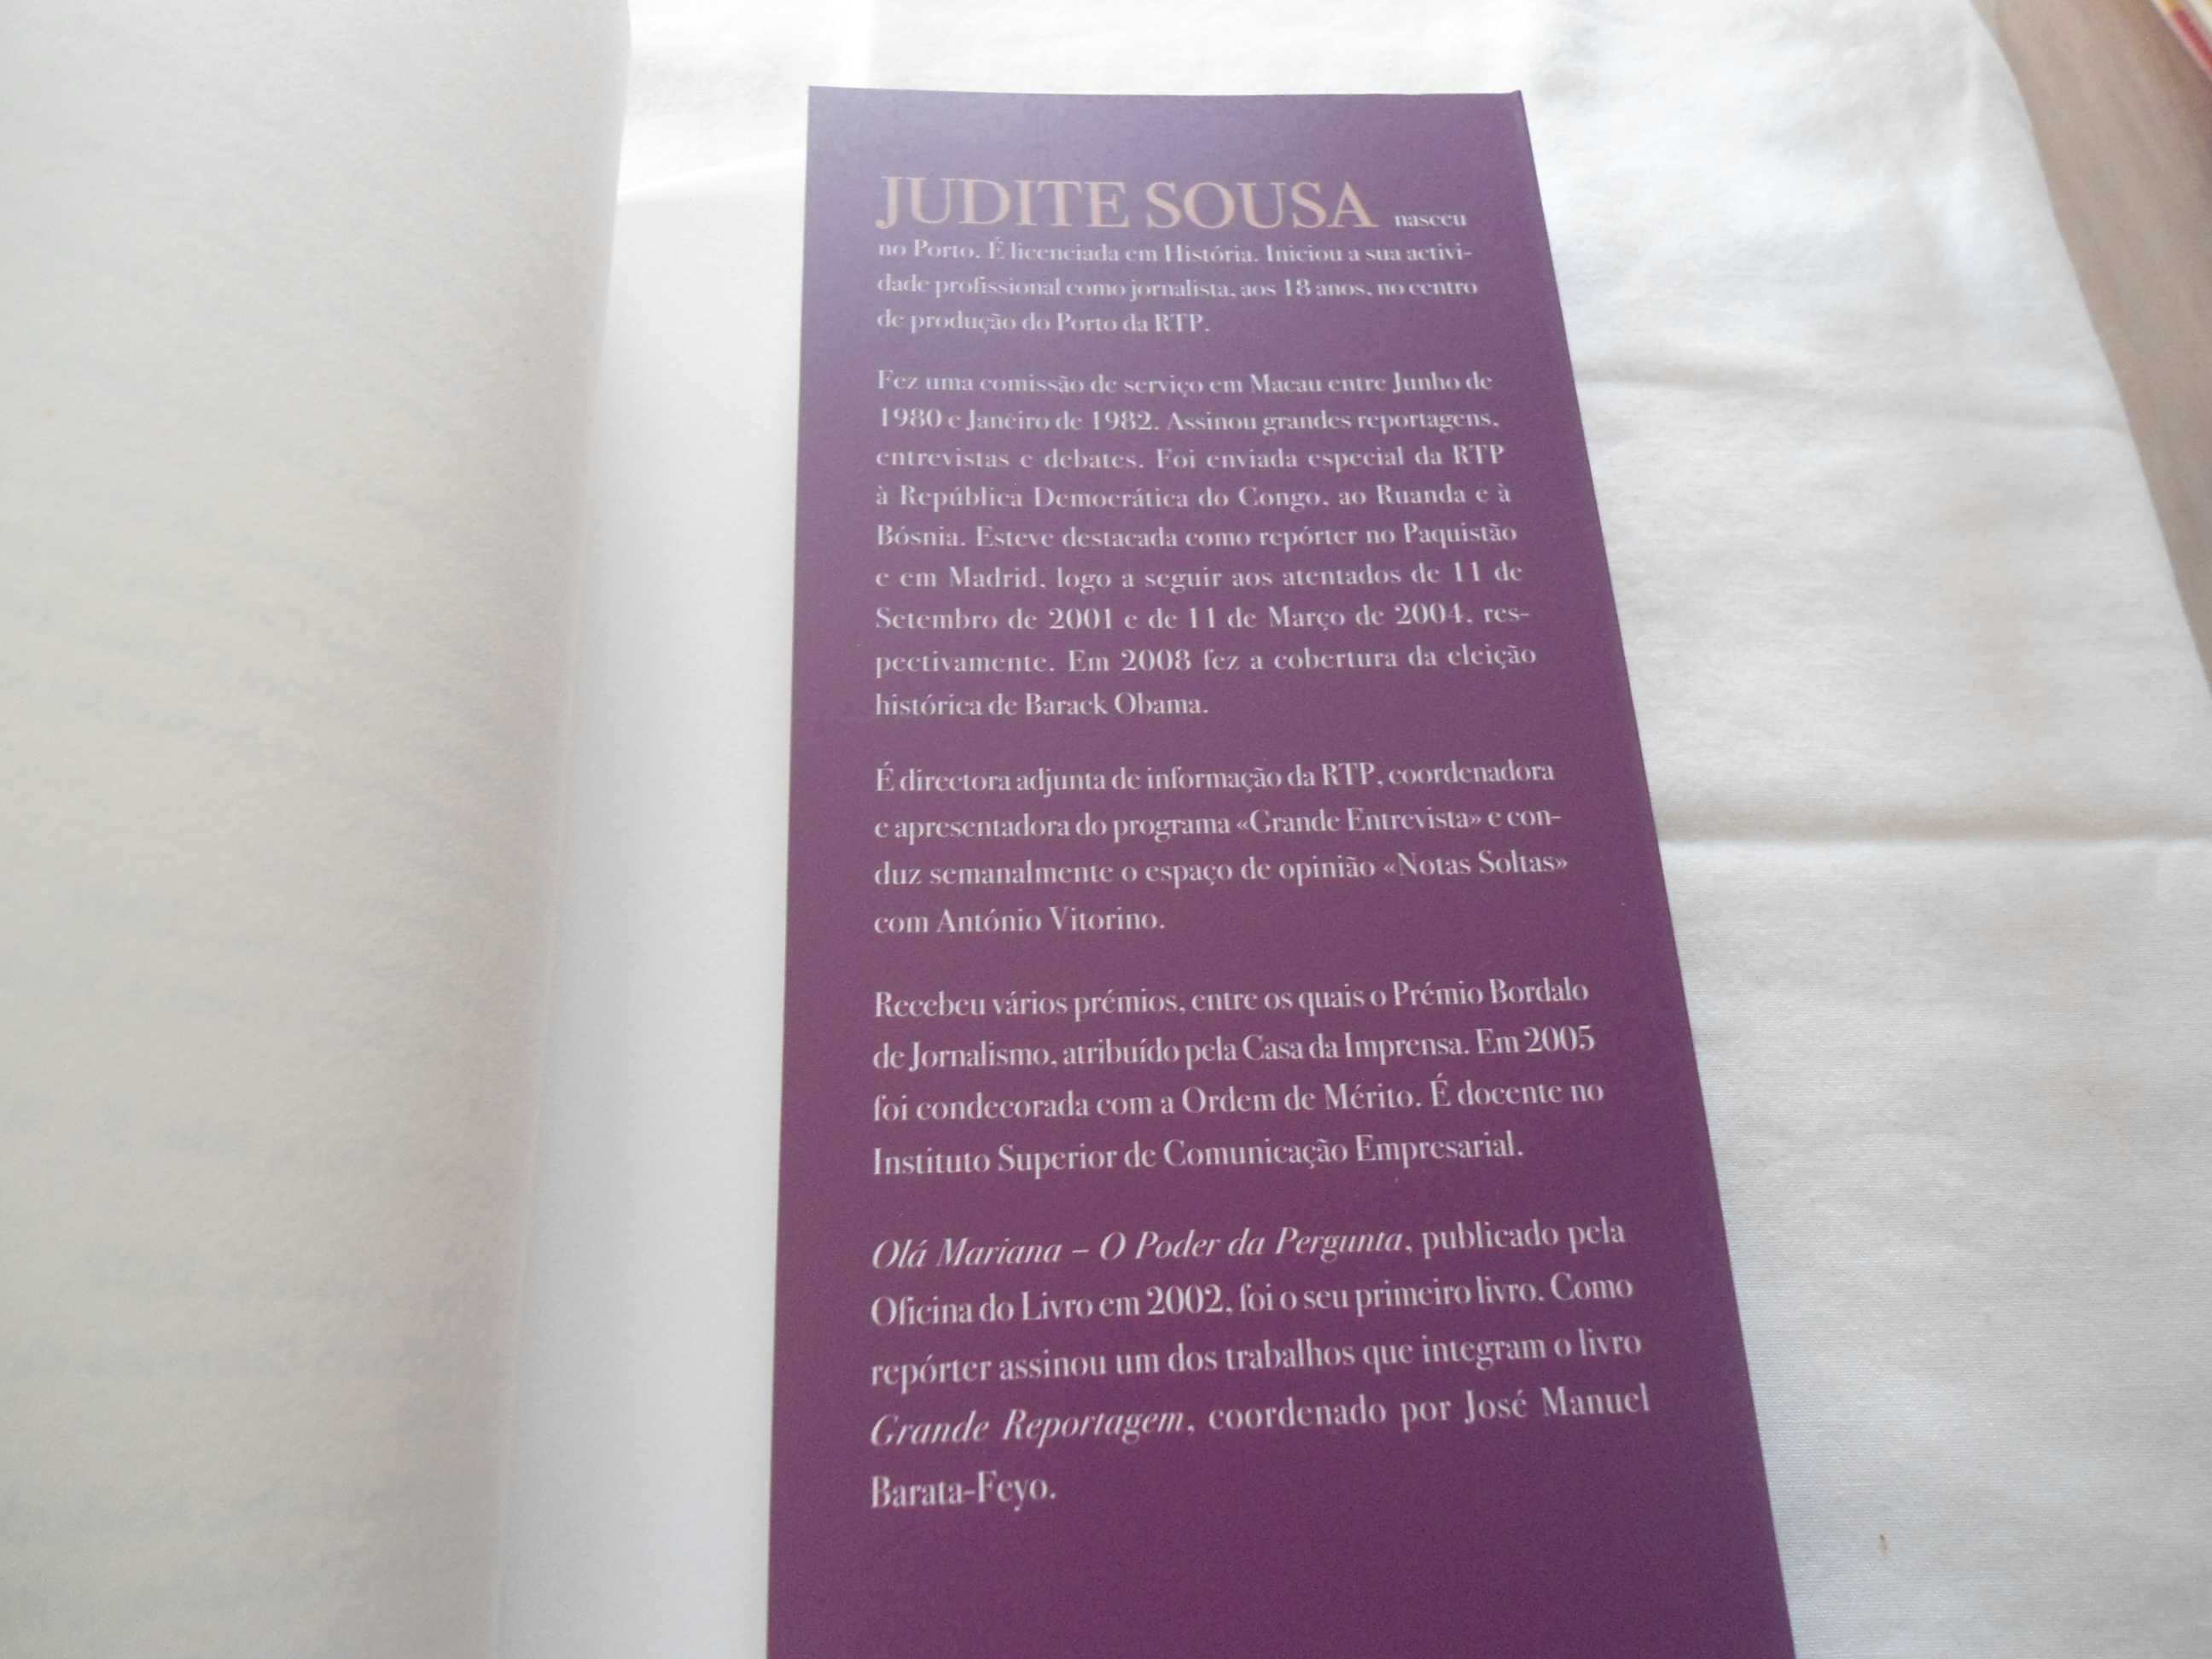 JUDITE SOUSA nasceu
no Porto. É licenciada em História. Iniciou a sua activi-
dade profissional como jornalista, aos 18 anos, no centro
de produção do Porto da RTP.
Fez uma comissão de serviço em Macau entre Junho de
1980 e Janeiro de 1982. Assinou grandes reportagens,
entrevistas e debates. Foi enviada especial da RTP
à República Democrática do Congo, ao Ruanda e à
Bósnia. Esteve destacada como repórter no Paquistão
e em Madrid, logo a seguir aos atentados de 11 de
Setembro de 2001 e de 11 de Março de 2004, res-
pectivamente. Em 2008 fez a cobertura da eleição
histórica de Barack Obama.
É directora adjunta de informação da RTP, coordenadora
e apresentadora do programa «Grande Entrevista» e con-
duz semanalmente o espaço de opinião «Notas Soltas»
com António Vitorino.
Recebeu vários prémios, entre os quais o Prémio Bordalo
de Jornalismo, atribuído pela Casa da Imprensa. Em 2005
foi condecorada com a Ordem de Mérito. É docente no
Instituto Superior de Comunicação Empresarial.
Olá Mariana – O Poder da Pergunta, publicado pela
Oficina do Livro em 2002, foi o seu primeiro livro. Como
repórter assinou um dos trabalhos que integram o livro
Grande Reportagem, coordenado por José Manuel
Barata-Feyo.